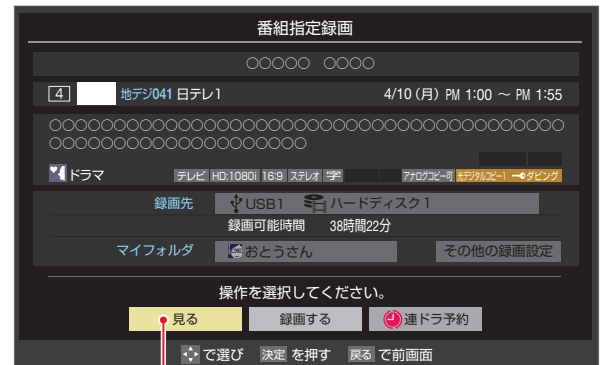 番組指定録画
○○○○○ ○○○○
4 地デジ041 日テレ1 4/10(月) PM 1:00 ～ PM 1:55
○○○○○○○○○○○○○○○○○○○○○○○○○○○○○○○○○○○○○○○○
○○○○○○○○○○○○○○○○○○○○
ドラマ テレビ HD:1080i 16:9 ステレオ 字 アナログコピー可 光デジタルコピー1 ダビング
録画先 USB1 ハードディスク1
録画可能時間 38時間22分
マイフォルダ おとうさん その他の録画設定
操作を選択してください。
見る 録画する 連ドラ予約
で選び 決定 を押す 戻る で前画面